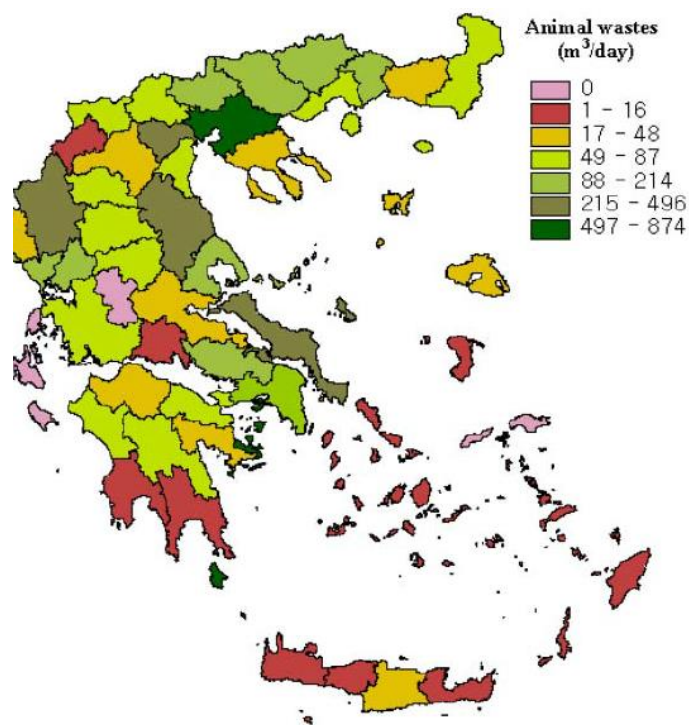 Animal wastes
(m³/day)
0
1 - 16
17 - 48
49 - 87
88 - 214
215 - 496
497 - 874